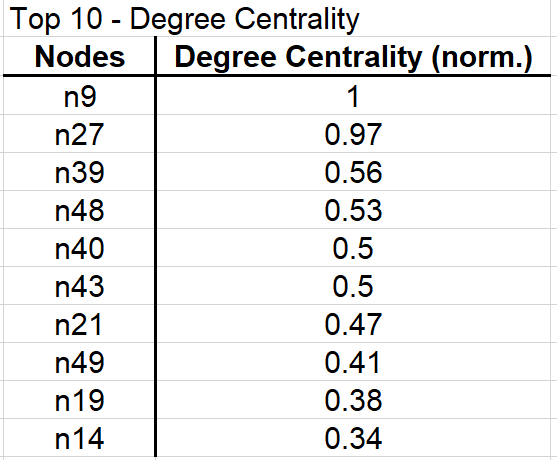 Top 10 - Degree Centrality
Nodes Degree Centrality (norm.)
n9 1
n27 0.97
n39 0.56
n48 0.53
n40 0.5
n43 0.5
n21 0.47
n49 0.41
n19 0.38
n14 0.34